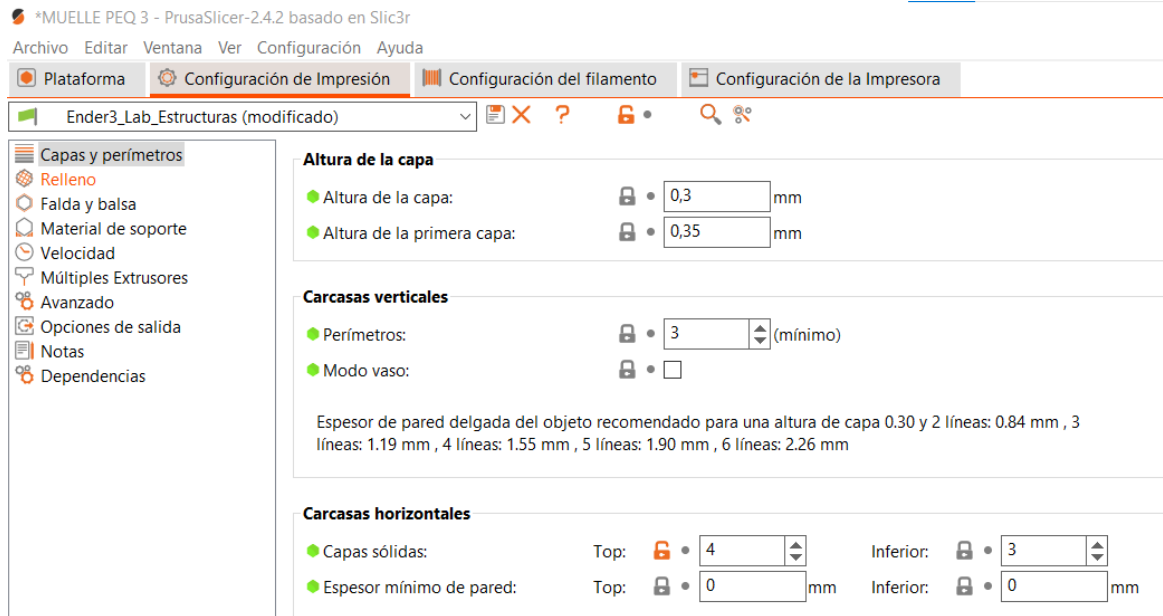 *MUELLE PEQ 3 - PrusaSlicer-2.4.2 basado en Slic3r
Archivo Editar Ventana Ver Configuración Ayuda
Plataforma Configuración de Impresión Configuración del filamento Configuración de la Impresora
Ender3_Lab_Estructuras (modificado)
Capas y perímetros
Relleno
Falda y balsa
Material de soporte
Velocidad
Múltiples Extrusores
Avanzado
Opciones de salida
Notas
Dependencias
Altura de la capa
Altura de la capa: 0,3 mm
Altura de la primera capa: 0,35 mm
Carcasas verticales
Perímetros: 3 (mínimo)
Modo vaso:
Espesor de pared delgada del objeto recomendado para una altura de capa 0.30 y 2 líneas: 0.84 mm , 3
líneas: 1.19 mm , 4 líneas: 1.55 mm , 5 líneas: 1.90 mm , 6 líneas: 2.26 mm
Carcasas horizontales
Capas sólidas: Top: 4 Inferior: 3
Espesor mínimo de pared: Top: 0 mm Inferior: 0 mm